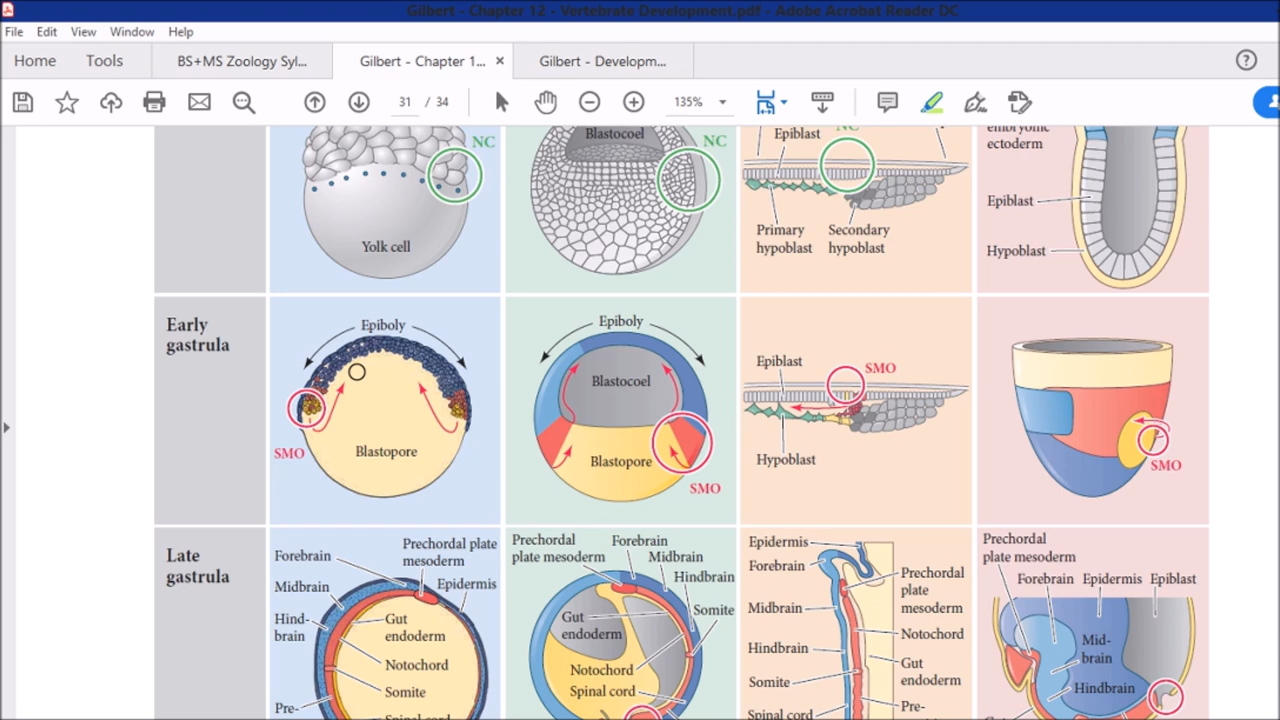 Gilbert - Chapter 12 - Vertebrate Development.pdf - Adobe Acrobat Reader DC
File Edit View Window Help
Home Tools BS+MS Zoology Syl... Gilbert - Chapter 1... × Gilbert - Developm... ?
31 / 34 135%
NC
Blastocoel
NC
Epiblast
NC
embryonic
ectoderm
Yolk cell
Primary
hypoblast
Secondary
hypoblast
Epiblast
Hypoblast
Early
gastrula
Epiboly
SMO
Blastopore
Epiboly
Blastocoel
Blastopore
SMO
Epiblast
SMO
Hypoblast
SMO
Late
gastrula
Forebrain
Prechordal plate
mesoderm
Midbrain
Epidermis
Hind-
brain
Gut
endoderm
Notochord
Somite
Pre-
Spinal cord
Prechordal
plate mesoderm
Forebrain
Midbrain
Hindbrain
Gut
endoderm
Somite
Notochord
Spinal cord
Epidermis
Forebrain
Prechordal
plate
mesoderm
Midbrain
Notochord
Hindbrain
Gut
endoderm
Somite
Pre-
Spinal cord
Prechordal
plate mesoderm
Forebrain Epidermis Epiblast
Mid-
brain
Hindbrain